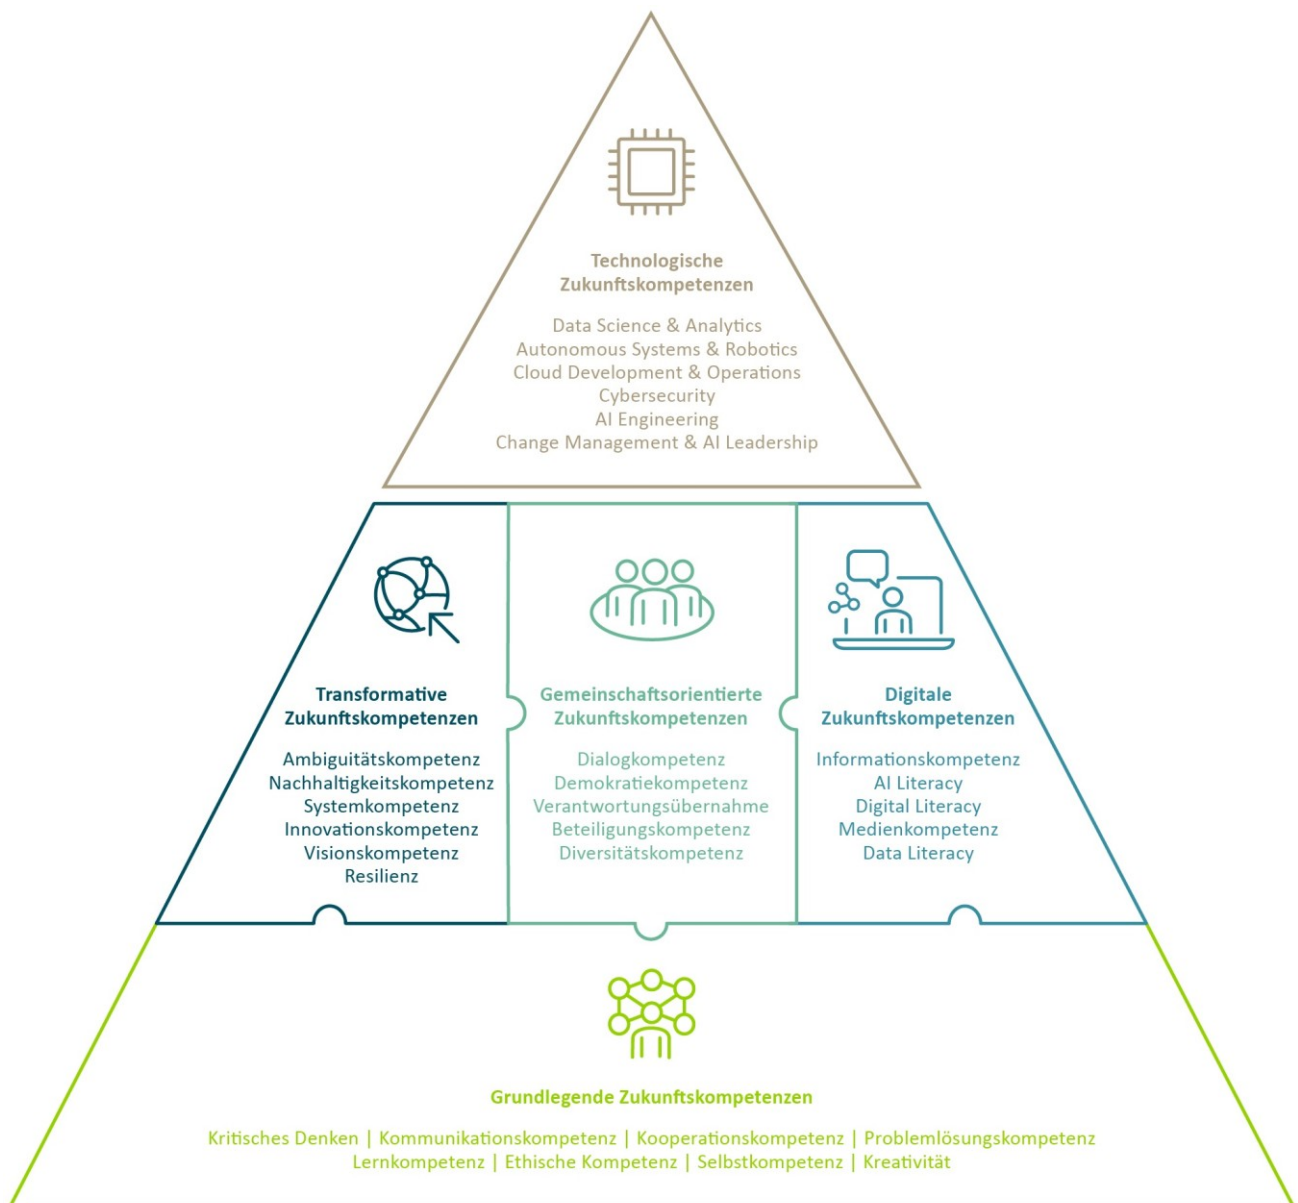 Technologische
Zukunftskompetenzen
Data Science & Analytics
Autonomous Systems & Robotics
Cloud Development & Operations
Cybersecurity
AI Engineering
Change Management & AI Leadership
Transformative
Zukunftskompetenzen
Ambiguitätskompetenz
Nachhaltigkeitskompetenz
Systemkompetenz
Innovationskompetenz
Visionskompetenz
Resilienz
Gemeinschaftsorientierte
Zukunftskompetenzen
Dialogkompetenz
Demokratiekompetenz
Verantwortungsübernahme
Beteiligungskompetenz
Diversitätskompetenz
Digitale
Zukunftskompetenzen
Informationskompetenz
AI Literacy
Digital Literacy
Medienkompetenz
Data Literacy
Grundlegende Zukunftskompetenzen
Kritisches Denken | Kommunikationskompetenz | Kooperationskompetenz | Problemlösungskompetenz
Lernkompetenz | Ethische Kompetenz | Selbstkompetenz | Kreativität